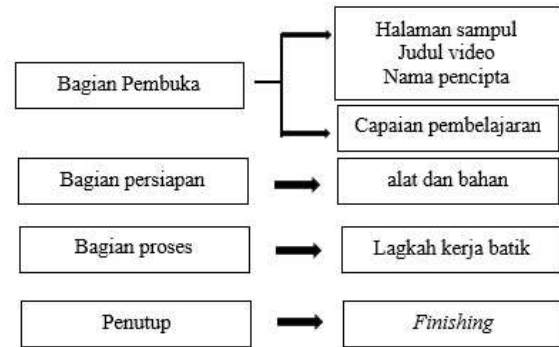 Bagian Pembuka
Halaman sampul
Judul video
Nama pencipta
Capaian pembelajaran
Bagian persiapan
alat dan bahan
Bagian proses
Lagkah kerja batik
Penutup
Finishing